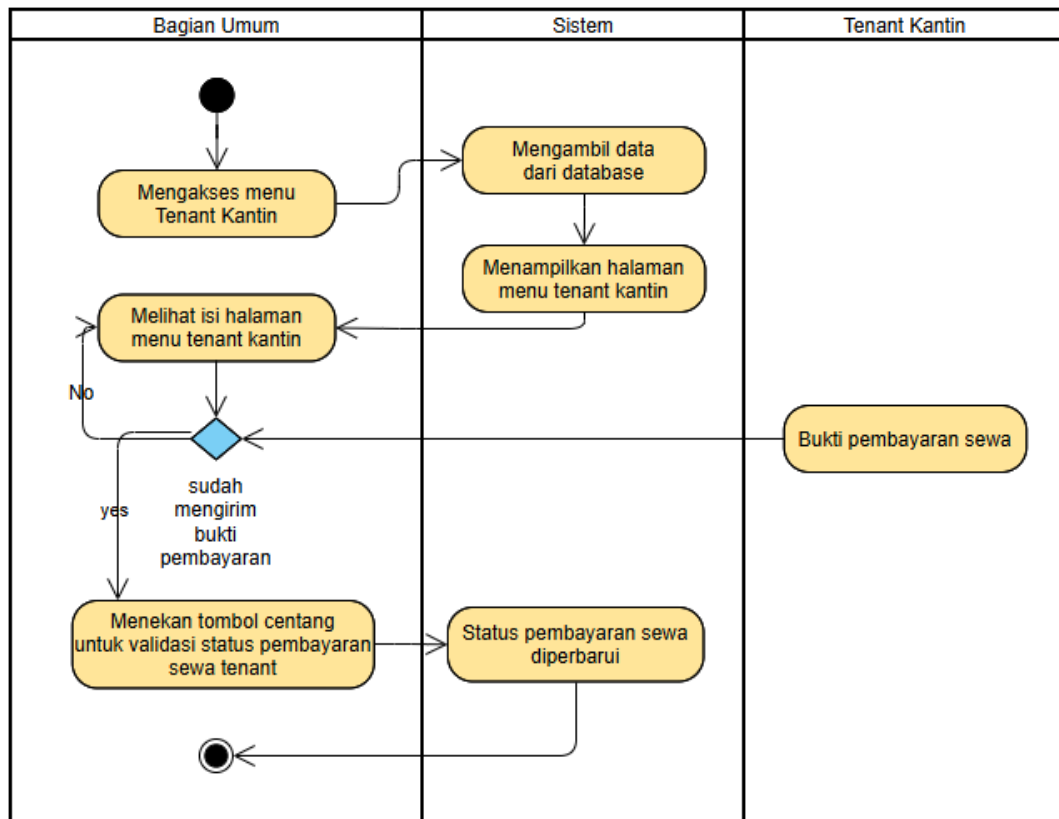 Bagian Umum
Sistem
Tenant Kantin
Mengakses menu
Tenant Kantin
Mengambil data
dari database
Menampilkan halaman
menu tenant kantin
Melihat isi halaman
menu tenant kantin
No
Bukti pembayaran sewa
sudah
mengirim
bukti
pembayaran
yes
Menekan tombol centang
untuk validasi status pembayaran
sewa tenant
Status pembayaran sewa
diperbarui